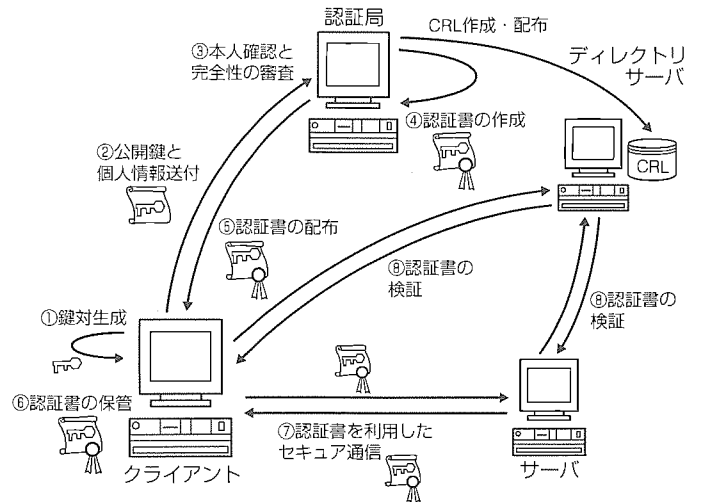 認証局
CRL作成・配布
ディレクトリ
サーバ
③本人確認と
完全性の審査
④認証書の作成
CRL
②公開鍵と
個人情報送付
⑤認証書の配布
⑧認証書の
検証
⑧認証書の
検証
①鍵対生成
⑥認証書の保管
⑦認証書を利用した
セキュア通信
クライアント
サーバ